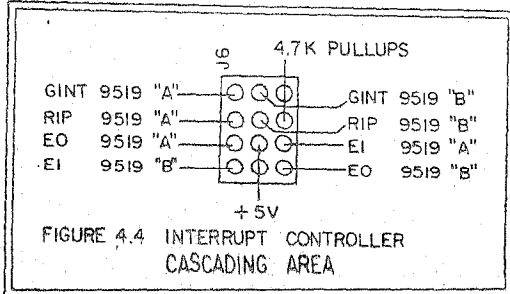 J6
4.7K PULLUPS
GINT 9519 "A"
GINT 9519 "B"
RIP 9519 "A"
RIP 9519 "B"
EO 9519 "A"
EI 9519 "A"
EI 9519 "B"
EO 9519 "B"
+5V
FIGURE 4.4 INTERRUPT CONTROLLER
CASCADING AREA